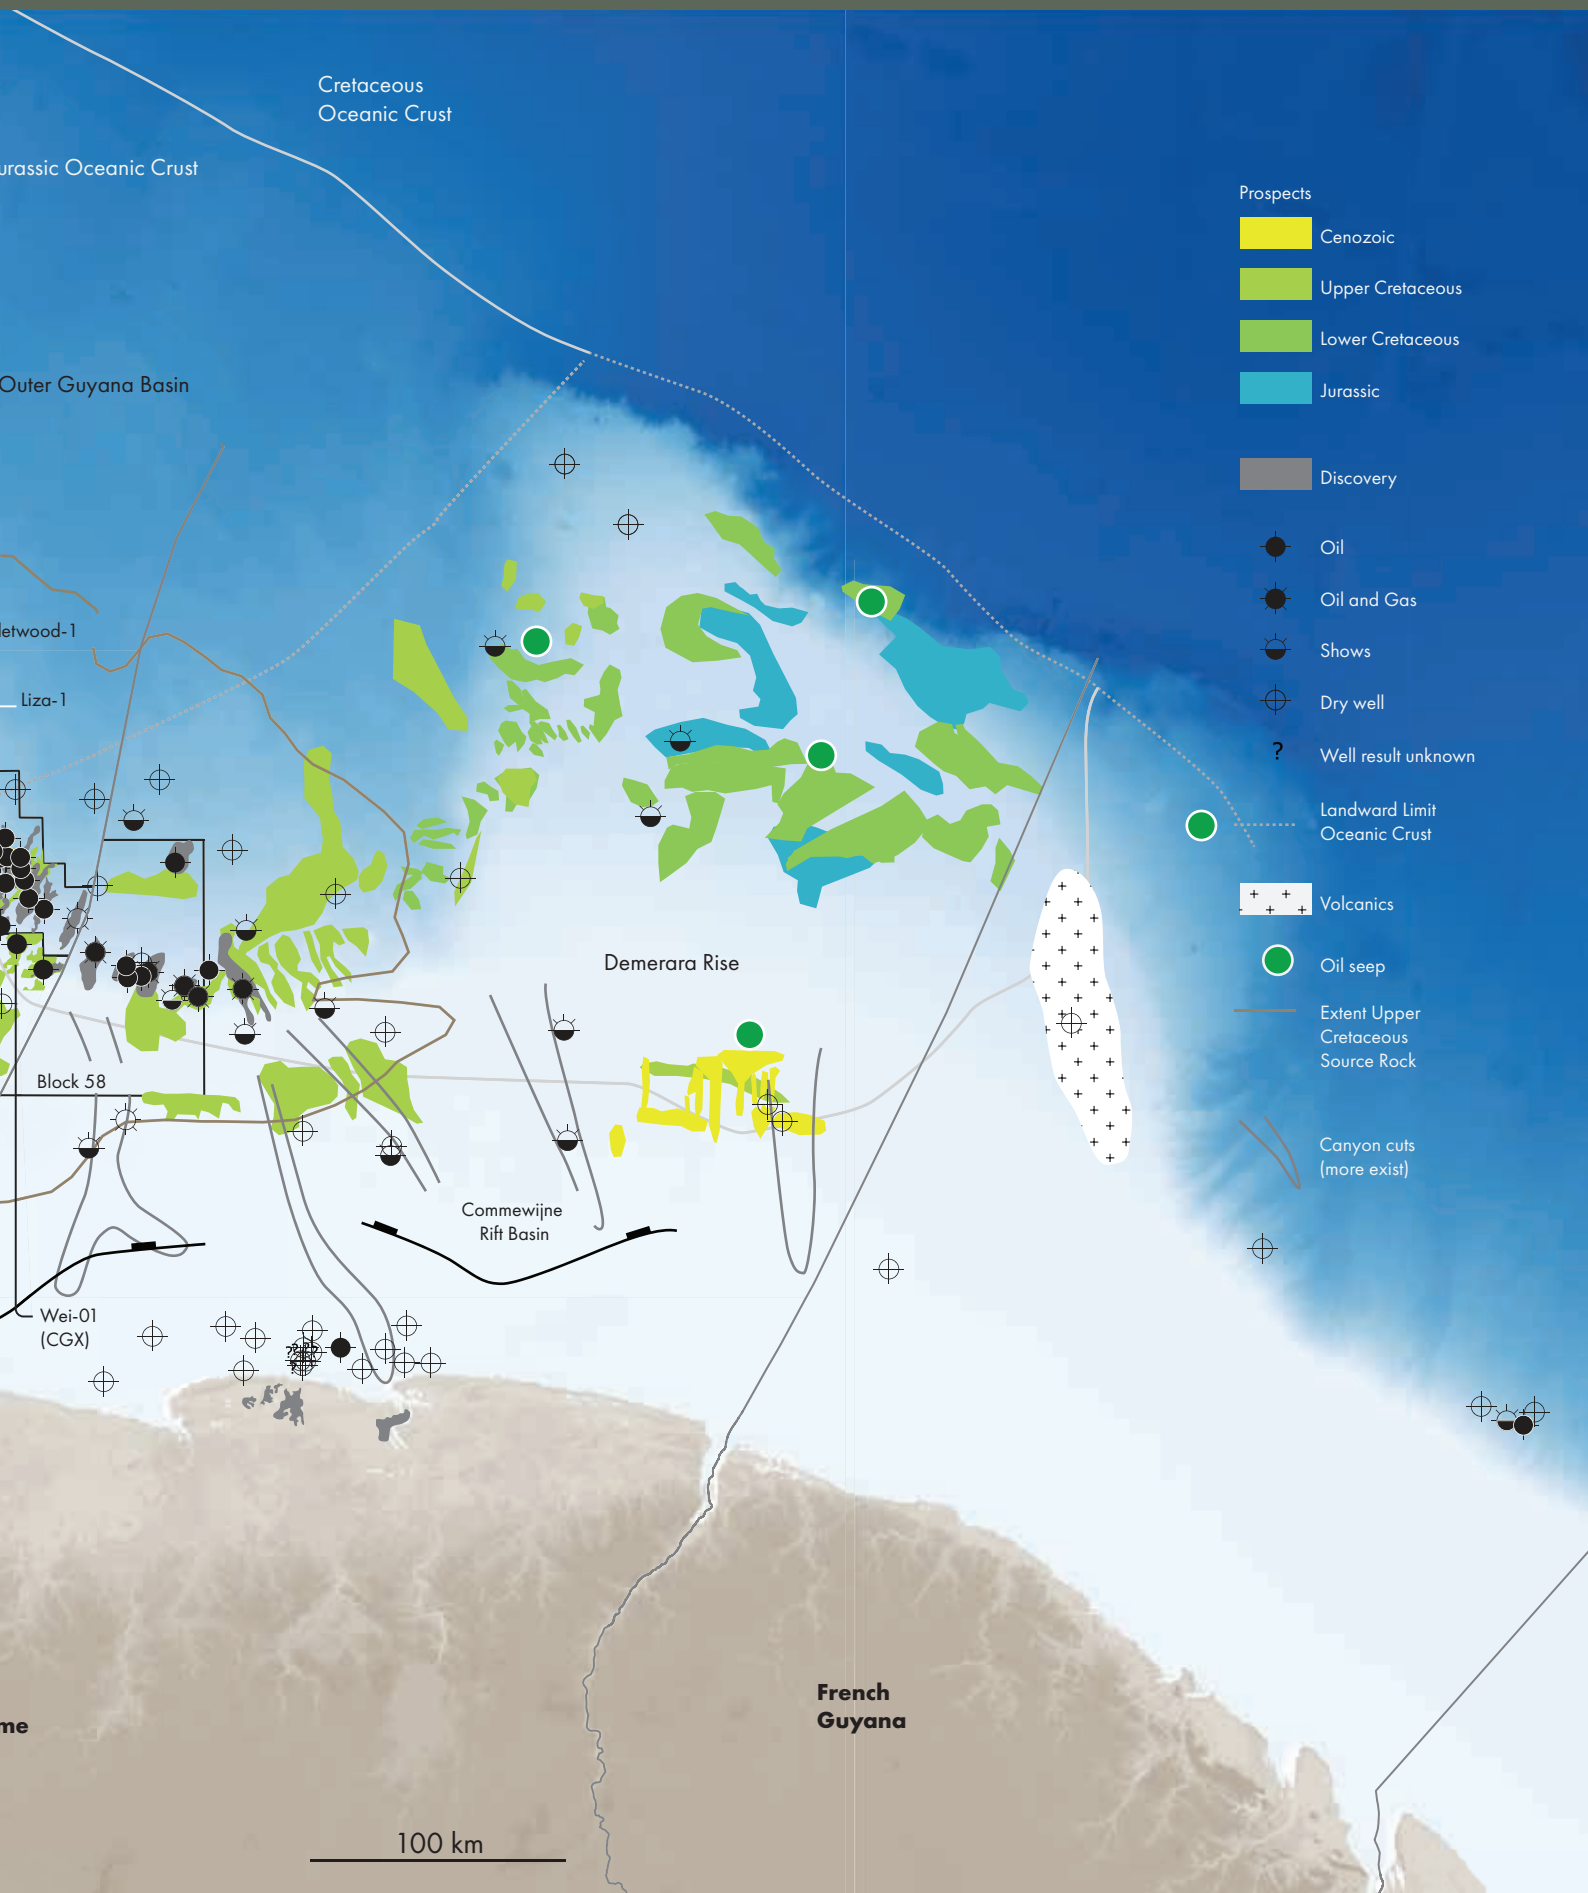 Cretaceous
Oceanic Crust
urassic Oceanic Crust
Outer Guyana Basin
letwood-1
Liza-1
Block 58
Demerara Rise
Commewijne
Rift Basin
Wei-01
(CGX)
French
Guyana
me
100 km
Prospects
Cenozoic
Upper Cretaceous
Lower Cretaceous
Jurassic
Discovery
Oil
Oil and Gas
Shows
Dry well
? Well result unknown
Landward Limit
Oceanic Crust
Volcanics
Oil seep
Extent Upper
Cretaceous
Source Rock
Canyon cuts
(more exist)